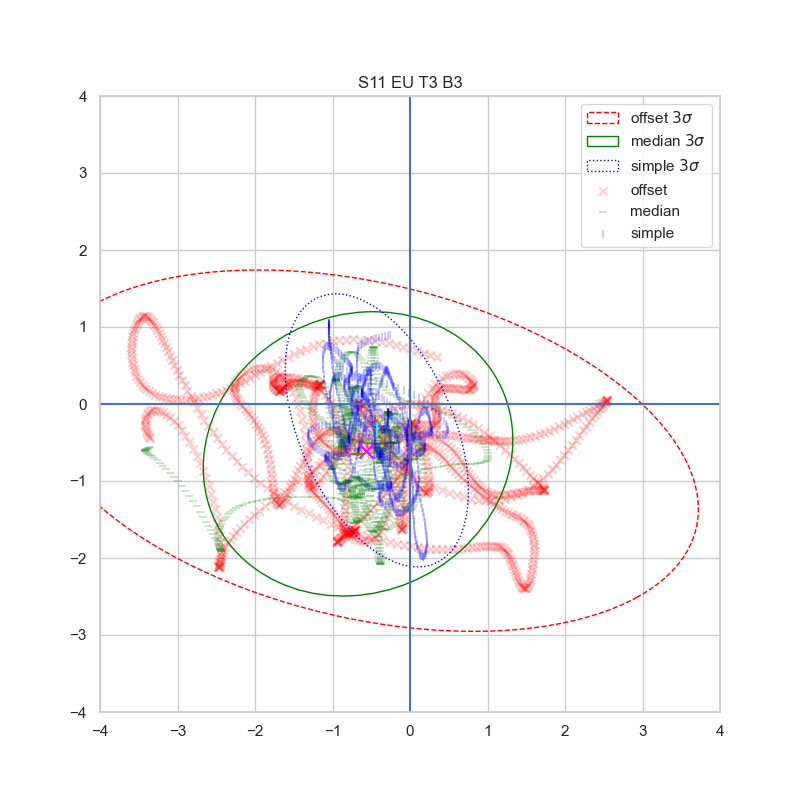 S11 EU T3 B3
offset 3σ
median 3σ
simple 3σ
offset
median
simple
4
3
2
1
0
−1
−2
−3
−4
−4 −3 −2 −1 0 1 2 3 4